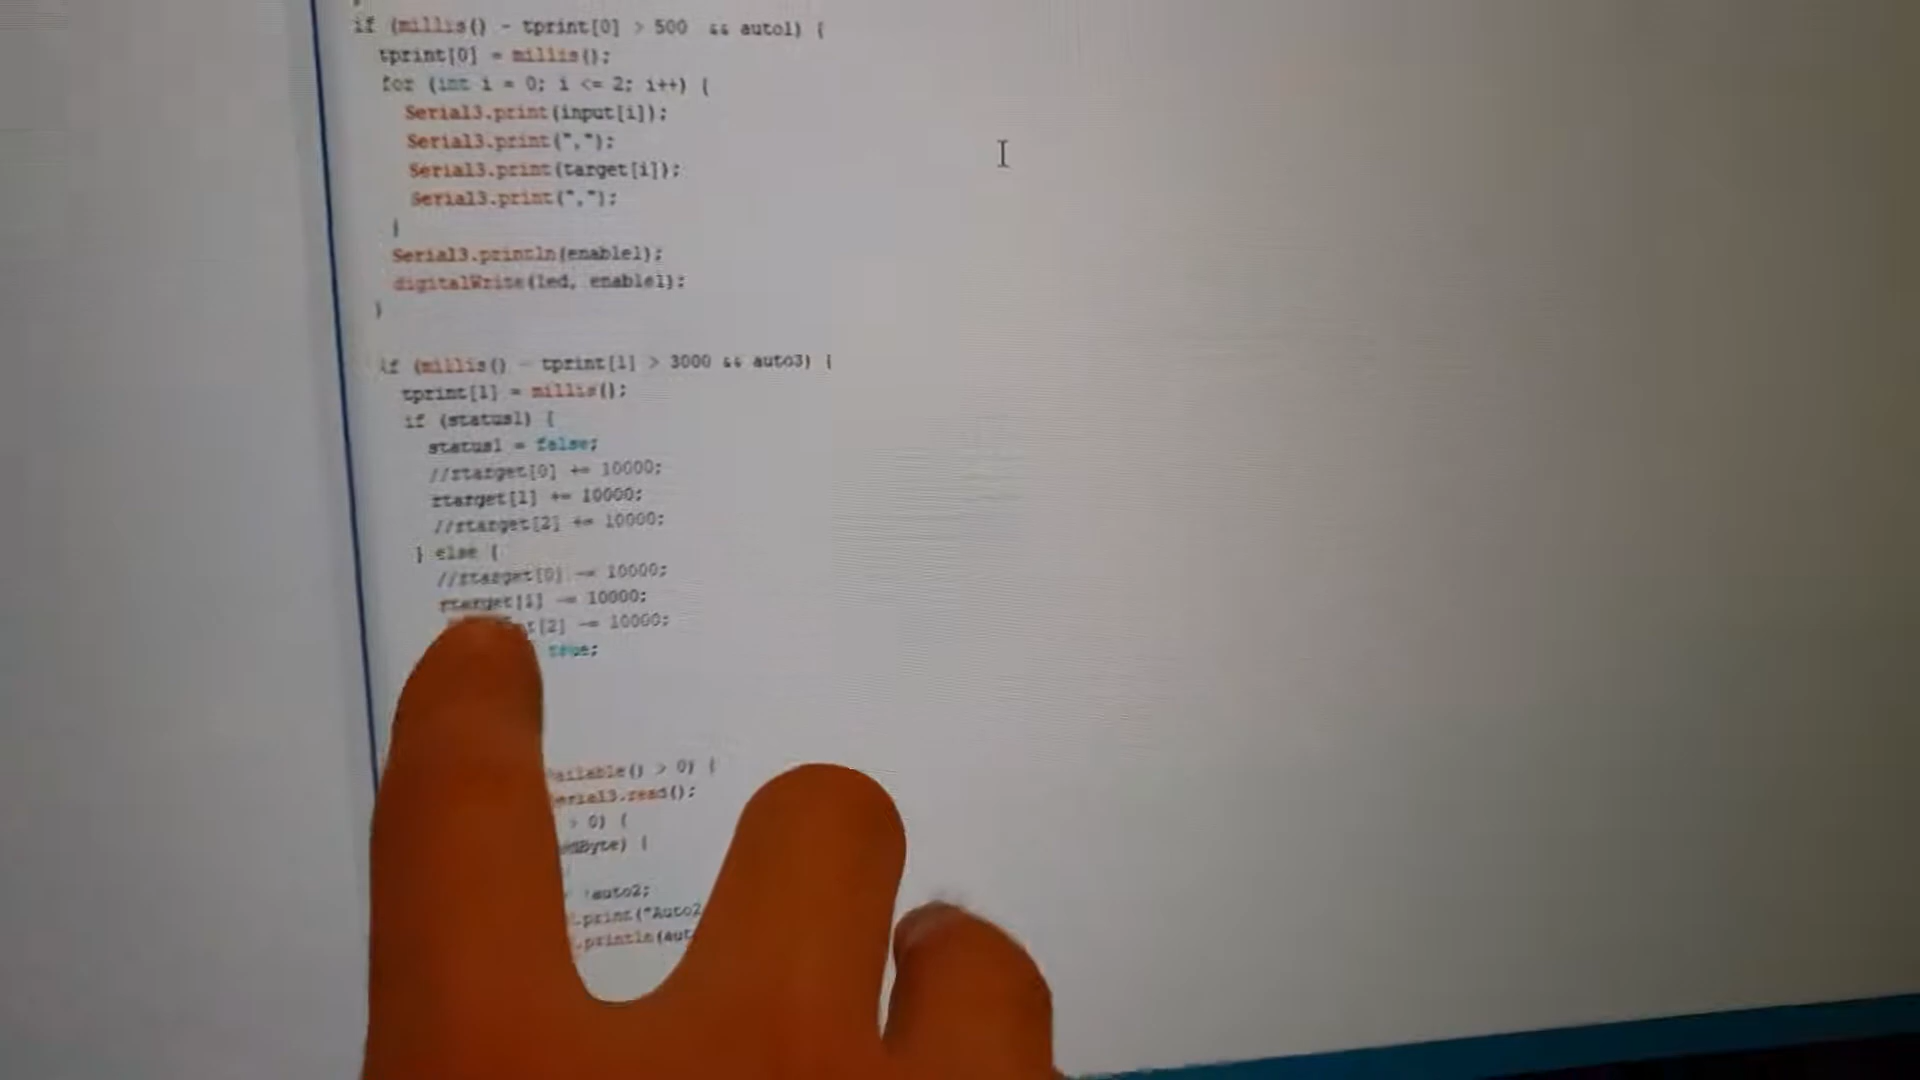 if (millis() - tprint[0] > 500 && auto1) {
tprint[0] = millis();
for (int i = 0; i <= 2; i++) {
Serial3.print(input[i]);
Serial3.print(",");
Serial3.print(target[i]);
Serial3.print(",");
}
Serial3.println(enable1);
digitalWrite(led, enable1);
}
if (millis() - tprint[1] > 3000 && auto3) {
tprint[1] = millis();
if (status1) {
status1 = false;
//rtarget[0] += 10000;
rtarget[1] += 10000;
//rtarget[2] += 10000;
} else {
//rtarget[0] -= 10000;
rtarget[1] -= 10000;
t[2] -= 10000;
true;
ailable() > 0) {
erial3.read();
> 0) {
dByte) {
!auto2;
.print("Auto2
.println(aut